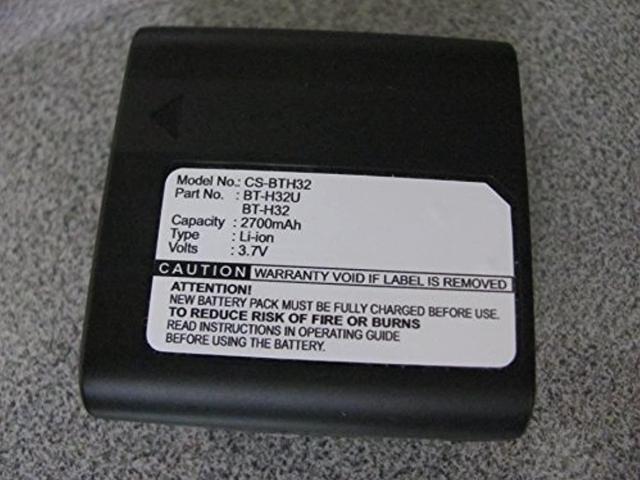 Model No.: CS-BTH32
Part No. : BT-H32U
BT-H32
Capacity : 2700mAh
Type : Li-ion
Volts : 3.7V
CAUTION WARRANTY VOID IF LABEL IS REMOVED
ATTENTION!
NEW BATTERY PACK MUST BE FULLY CHARGED BEFORE USE.
TO REDUCE RISK OF FIRE OR BURNS
READ INSTRUCTIONS IN OPERATING GUIDE
BEFORE USING THE BATTERY.